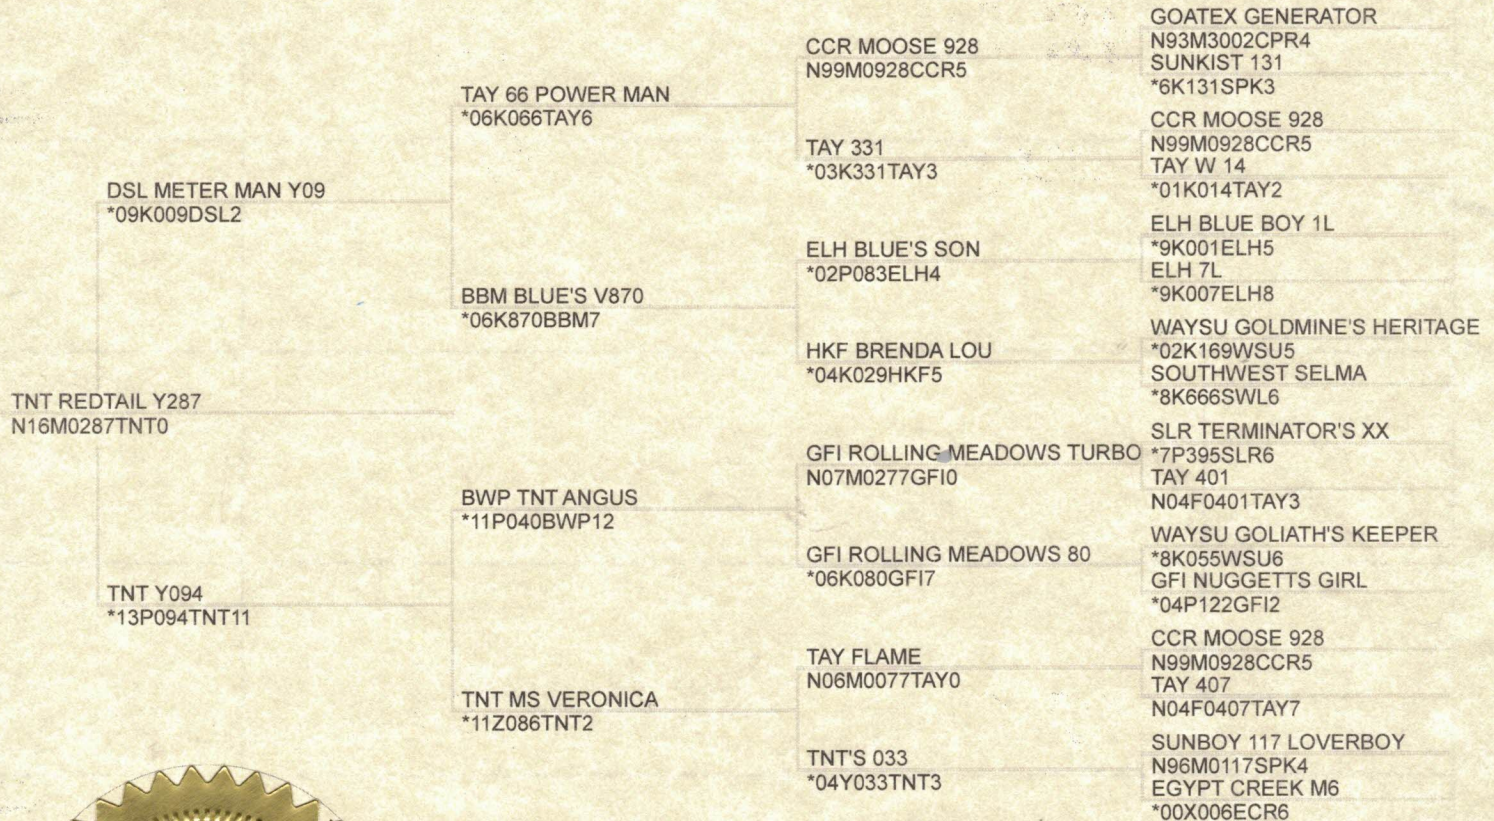 TNT REDTAIL Y287
N16M0287TNT0
DSL METER MAN Y09
*09K009DSL2
TNT Y094
*13P094TNT11
TAY 66 POWER MAN
*06K066TAY6
BBM BLUE'S V870
*06K870BBM7
BWP TNT ANGUS
*11P040BWP12
TNT MS VERONICA
*11Z086TNT2
CCR MOOSE 928
N99M0928CCR5
TAY 331
*03K331TAY3
ELH BLUE'S SON
*02P083ELH4
HKF BRENDA LOU
*04K029HKF5
GFI ROLLING MEADOWS TURBO
N07M0277GFI0
GFI ROLLING MEADOWS 80
*06K080GFI7
TAY FLAME
N06M0077TAY0
TNT'S 033
*04Y033TNT3
GOATEX GENERATOR
N93M3002CPR4
SUNKIST 131
*6K131SPK3
CCR MOOSE 928
N99M0928CCR5
TAY W 14
*01K014TAY2
ELH BLUE BOY 1L
*9K001ELH5
ELH 7L
*9K007ELH8
WAYSU GOLDMINE'S HERITAGE
*02K169WSU5
SOUTHWEST SELMA
*8K666SWL6
SLR TERMINATOR'S XX
*7P395SLR6
TAY 401
N04F0401TAY3
WAYSU GOLIATH'S KEEPER
*8K055WSU6
GFI NUGGETTS GIRL
*04P122GFI2
CCR MOOSE 928
N99M0928CCR5
TAY 407
N04F0407TAY7
SUNBOY 117 LOVERBOY
N96M0117SPK4
EGYPT CREEK M6
*00X006ECR6